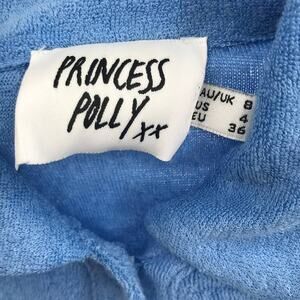 PRINCESS
POLLY xx
AU/UK 8
US 4
EU 36